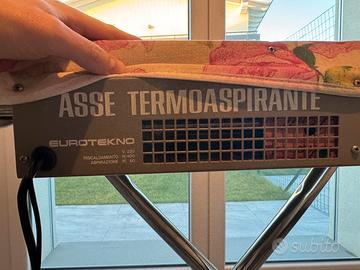 ASSE TERMOASPIRANTE
EUROTEKNO
V. 220
RISCALDAMENTO W. 400
ASPIRAZIONE W. 60
subito